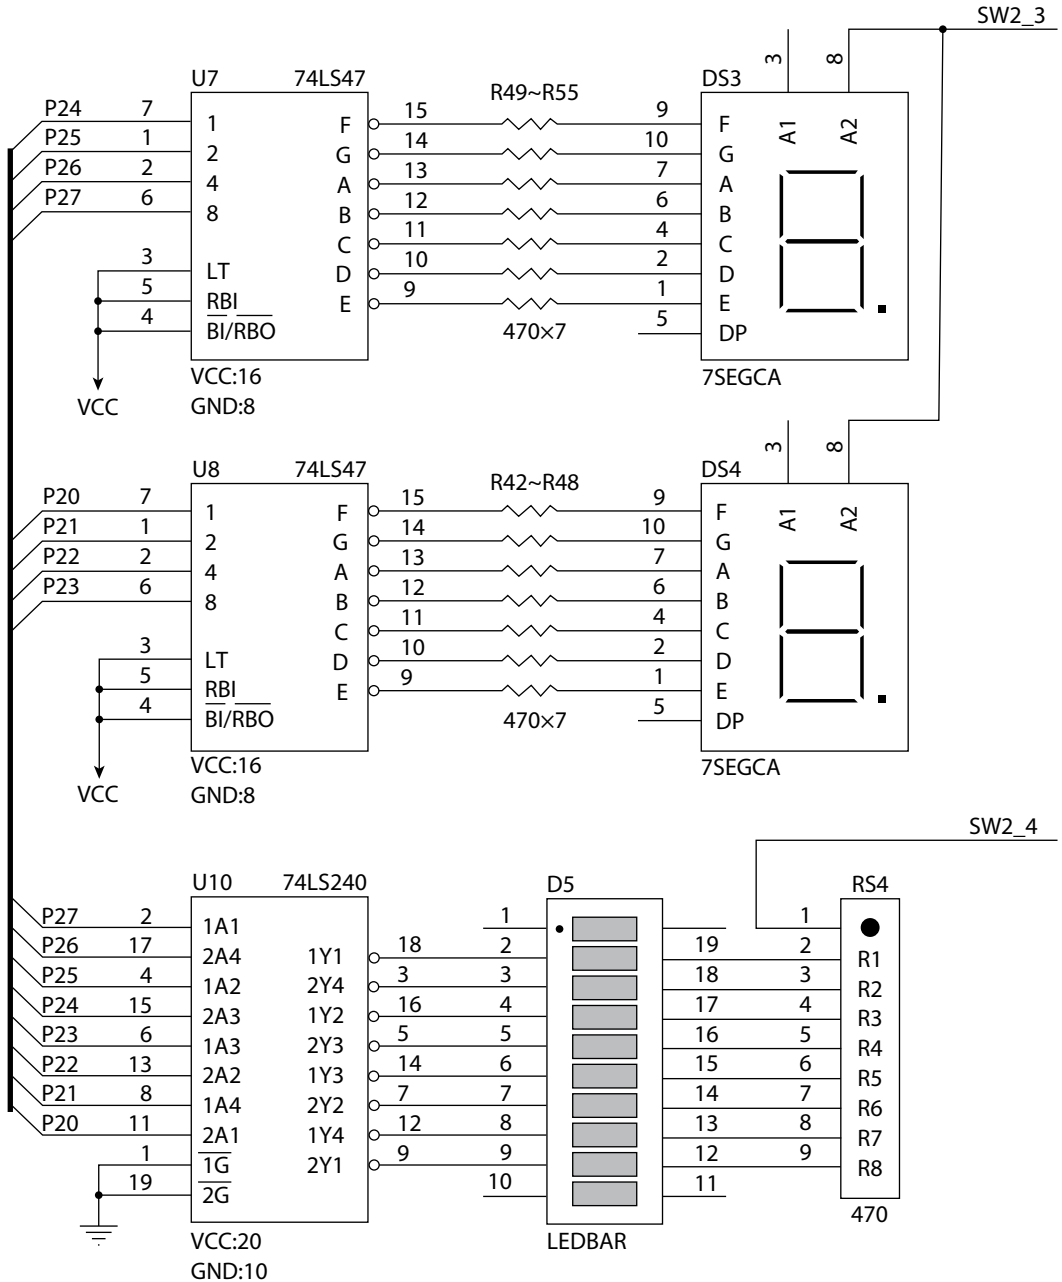 SW2_3
3 8
U7 74LS47 R49~R55 DS3
P24 7 1 F 15 9 F A1 A2
P25 1 2 G 14 10 G
P26 2 4 A 13 7 A
P27 6 8 B 12 6 B
C 11 4 C
3 LT D 10 2 D
5 RBI E 9 1 E
4 BI/RBO 470×7 5 DP
VCC VCC:16 7SEGCA
GND:8
3 8
U8 74LS47 R42~R48 DS4
P20 7 1 F 15 9 F A1 A2
P21 1 2 G 14 10 G
P22 2 4 A 13 7 A
P23 6 8 B 12 6 B
C 11 4 C
3 LT D 10 2 D
5 RBI E 9 1 E
4 BI/RBO 470×7 5 DP
VCC VCC:16 7SEGCA
GND:8
SW2_4
U10 74LS240 D5 RS4
P27 2 1A1 1 1
P26 17 2A4 1Y1 18 2 19 2 R1
P25 4 1A2 2Y4 3 3 18 3 R2
P24 15 2A3 1Y2 16 4 17 4 R3
P23 6 1A3 2Y3 5 5 16 5 R4
P22 13 2A2 1Y3 14 6 15 6 R5
P21 8 1A4 2Y2 7 7 14 7 R6
P20 11 2A1 1Y4 12 8 13 8 R7
1 1G 2Y1 9 9 12 9 R8
19 2G 10 11
VCC:20 LEDBAR 470
GND:10